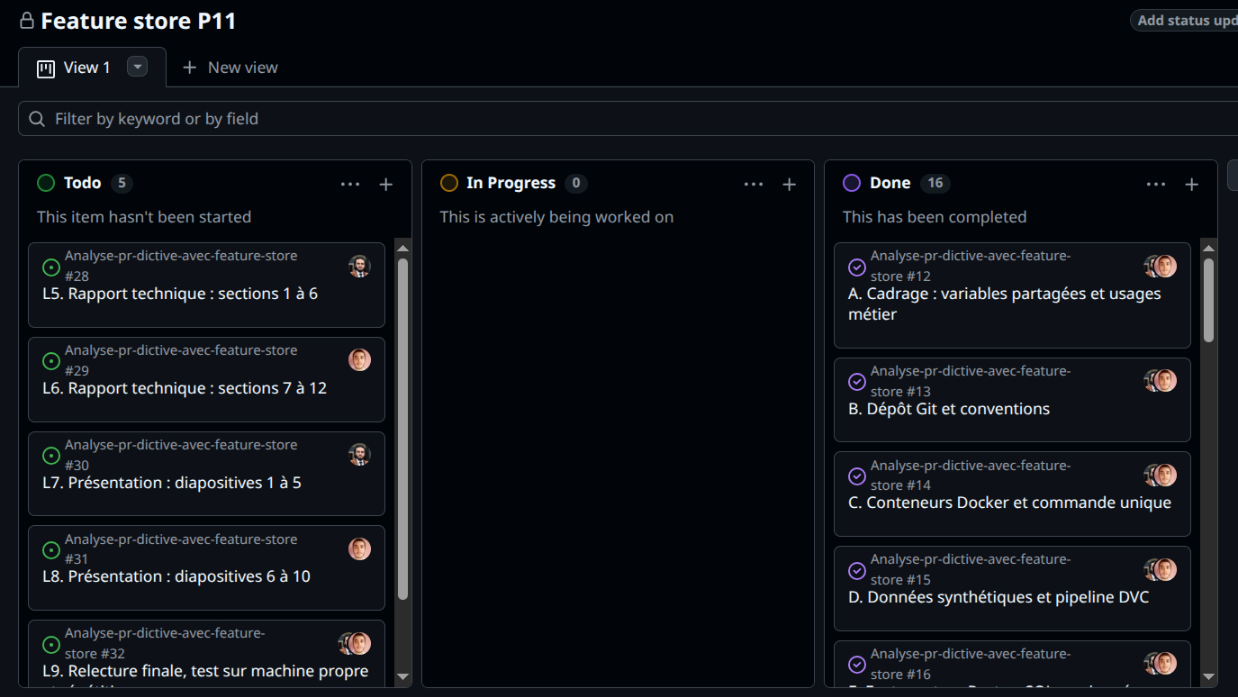 Feature store P11
Add status upd
View 1
New view
Filter by keyword or by field
Todo 5
This item hasn't been started
Analyse-pr-dictive-avec-feature-store
#28
L5. Rapport technique : sections 1 à 6
Analyse-pr-dictive-avec-feature-store
#29
L6. Rapport technique : sections 7 à 12
Analyse-pr-dictive-avec-feature-store
#30
L7. Présentation : diapositives 1 à 5
Analyse-pr-dictive-avec-feature-store
#31
L8. Présentation : diapositives 6 à 10
Analyse-pr-dictive-avec-feature-
store #32
L9. Relecture finale, test sur machine propre
In Progress 0
This is actively being worked on
Done 16
This has been completed
Analyse-pr-dictive-avec-feature-
store #12
A. Cadrage : variables partagées et usages
métier
Analyse-pr-dictive-avec-feature-
store #13
B. Dépôt Git et conventions
Analyse-pr-dictive-avec-feature-
store #14
C. Conteneurs Docker et commande unique
Analyse-pr-dictive-avec-feature-
store #15
D. Données synthétiques et pipeline DVC
Analyse-pr-dictive-avec-feature-
store #16